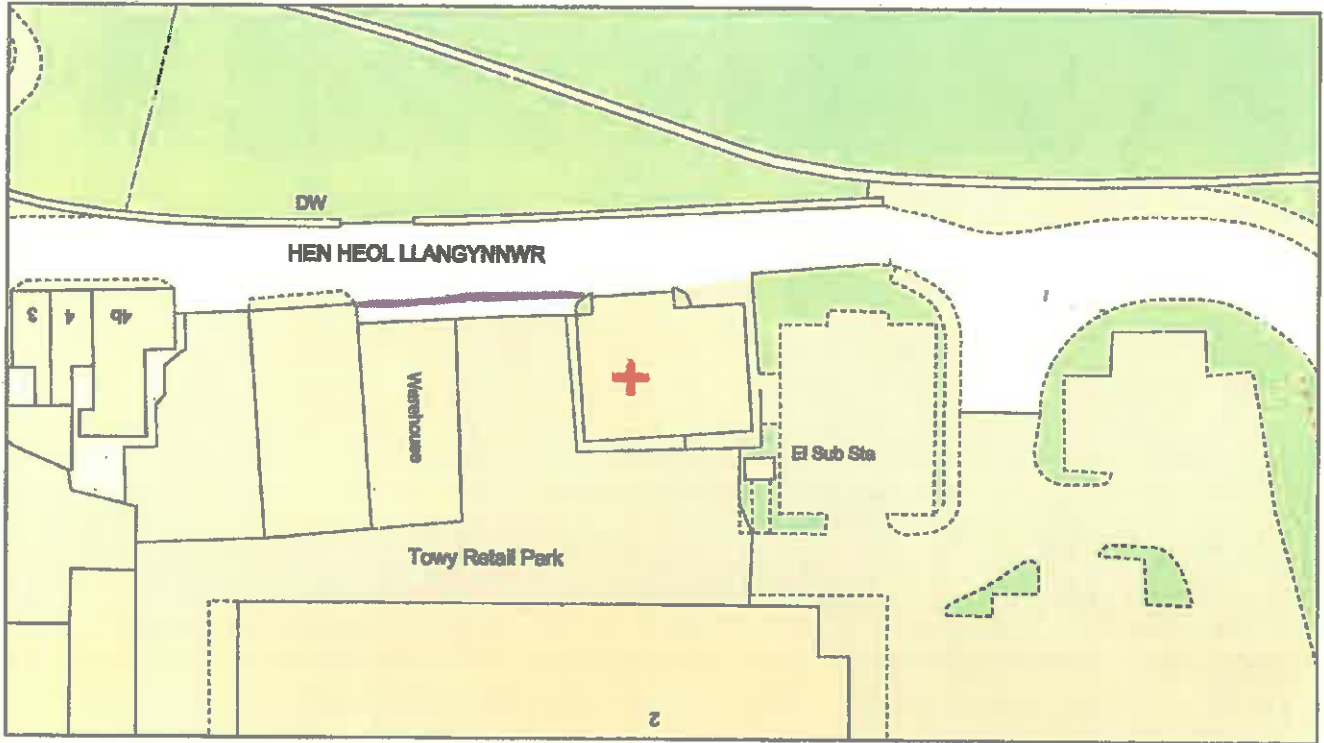 DW
HEN HEOL LLANGYNNWR
3
4
4b
Warehouse
El Sub Sta
Towy Retail Park
2